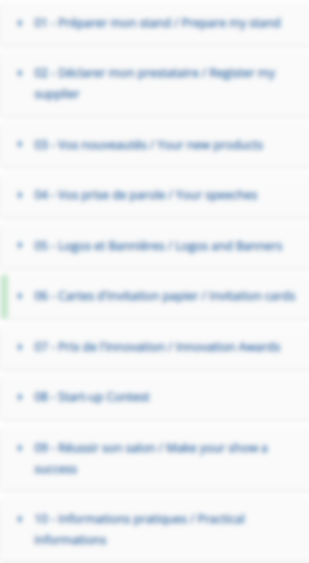 01 - Préparer mon stand / Prepare my stand
02 - Déclarer mon prestataire / Register my
supplier
03 - Vos nouveautés / Your new products
04 - Vos prise de parole / Your speeches
05 - Logos et Bannières / Logos and Banners
06 - Cartes d'invitation papier / Invitation cards
07 - Prix de l'Innovation / Innovation Awards
08 - Start-up Contest
09 - Réussir son salon / Make your show a
success
10 - Informations pratiques / Practical
informations